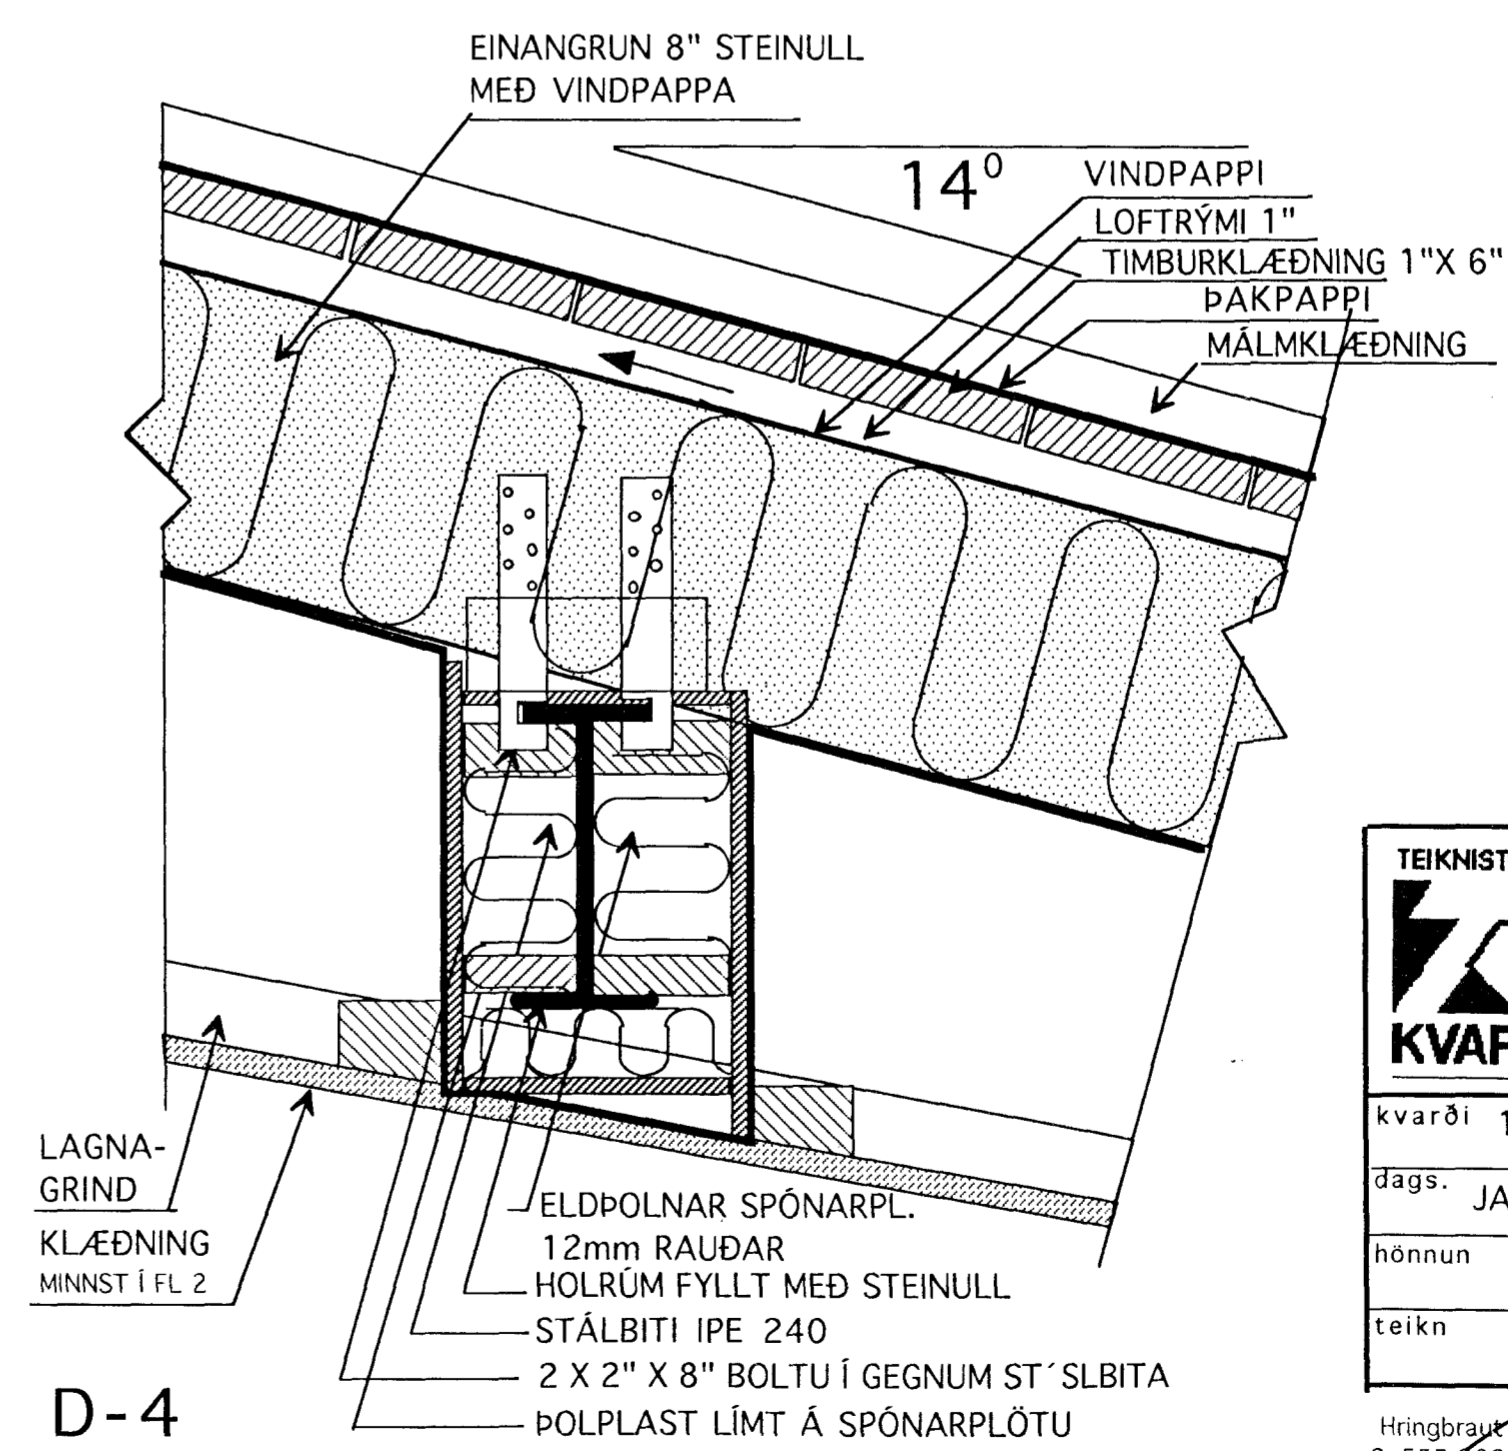 EINANGRUN 8" STEINULL
MEÐ VINDPAPPA
14⁰
VINDPAPPI
LOFTRÝMI 1"
TIMBURKLÆÐNING 1"X 6"
ÞAKPAPPI
MÁLMKLÆÐNING
LAGNA-
GRIND
KLÆÐNING
MINNST Í FL 2
ELDÞOLNAR SPÓNARPL.
12mm RAUÐAR
HOLRÚM FYLLT MEÐ STEINULL
STÁLBITI IPE 240
2 X 2" X 8" BOLTU Í GEGNUM ST´SLBITA
ÞOLPLAST LÍMT Á SPÓNARPLÖTU
D-4
TEIKNIST
kvarði 1
dags. JA
hönnun
teikn
Hringbraut